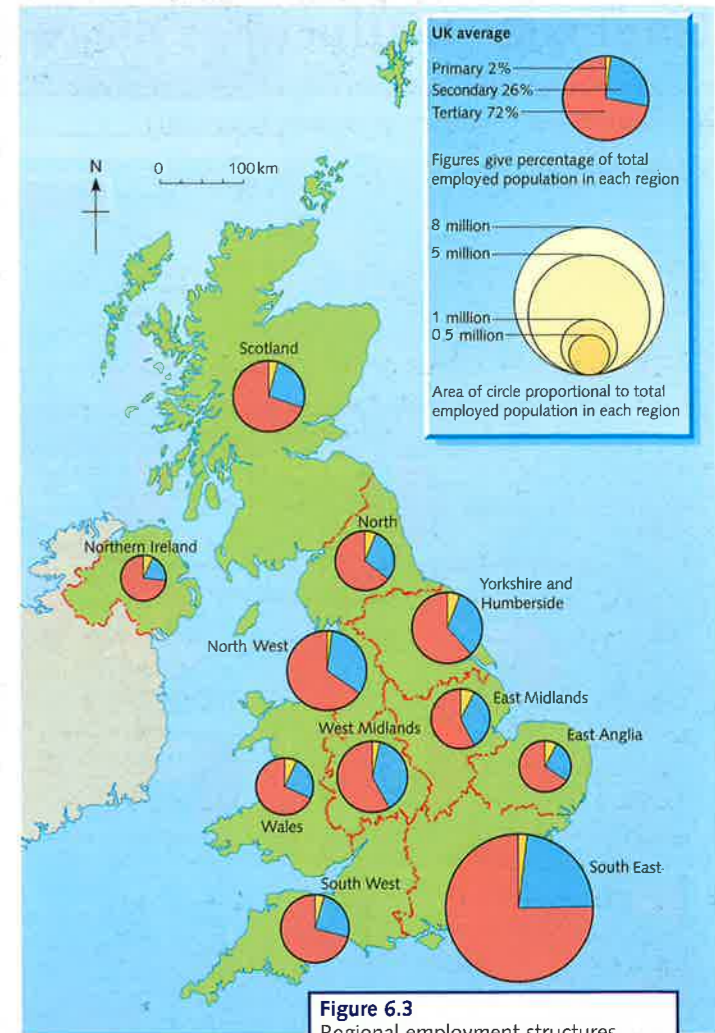 UK average
Primary 2%
Secondary 26%
Tertiary 72%
Figures give percentage of total
employed population in each region
N
0 100 km
8 million
5 million
1 million
0 5 million
Area of circle proportional to total
employed population in each region
Scotland
North
Northern Ireland
Yorkshire and
Humberside
North West
East Midlands
West Midlands
East Anglia
Wales
South East
South West
Figure 6.3
Regional employment structures